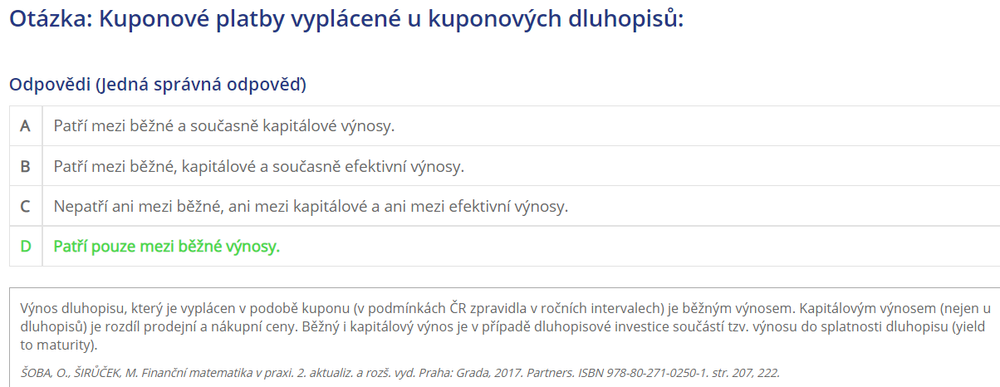 Otázka: Kuponové platby vyplácené u kuponových dluhopisů:
Odpovědi (Jedná správná odpověď)
A Patří mezi běžné a současně kapitálové výnosy.
B Patří mezi běžné, kapitálové a současně efektivní výnosy.
C Nepatří ani mezi běžné, ani mezi kapitálové a ani mezi efektivní výnosy.
D Patří pouze mezi běžné výnosy.
Výnos dluhopisu, který je vyplácen v podobě kuponu (v podmínkách ČR zpravidla v ročních intervalech) je běžným výnosem. Kapitálovým výnosem (nejen u
dluhopisů) je rozdíl prodejní a nákupní ceny. Běžný i kapitálový výnos je v případě dluhopisové investice součástí tzv. výnosu do splatnosti dluhopisu (yield
to maturity).
ŠOBA, O., ŠIRŮČEK, M. Finanční matematika v praxi. 2. aktualiz. a rozš. vyd. Praha: Grada, 2017. Partners. ISBN 978-80-271-0250-1. str. 207, 222.